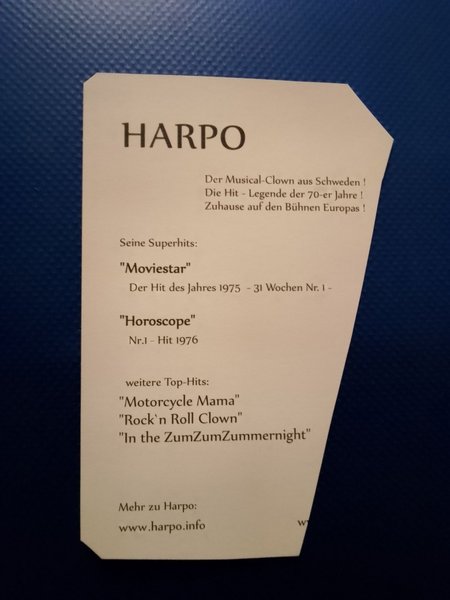 HARPO
Der Musical-Clown aus Schweden !
Die Hit - Legende der 70-er Jahre !
Zuhause auf den Bühnen Europas !
Seine Superhits:
"Moviestar"
Der Hit des Jahres 1975 - 31 Wochen Nr. 1 -
"Horoscope"
Nr.1 - Hit 1976
weitere Top-Hits:
"Motorcycle Mama"
"Rock`n Roll Clown"
"In the ZumZumZummernight"
Mehr zu Harpo:
www.harpo.info